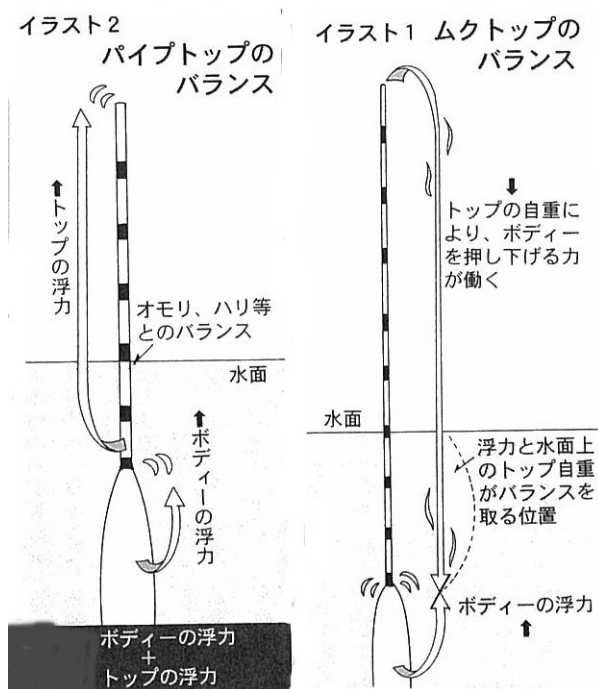 イラスト2
パイプトップの
バランス
⬆トップの浮力
オモリ、ハリ等
とのバランス
水面
⬆ボディーの浮力
ボディーの浮力
+
トップの浮力
イラスト1 ムクトップの
バランス
⬇
トップの自重に
より、ボディー
を押し下げる力
が働く
水面
浮力と水面上
のトップ自重
がバランスを
取る位置
ボディーの浮力
⬆